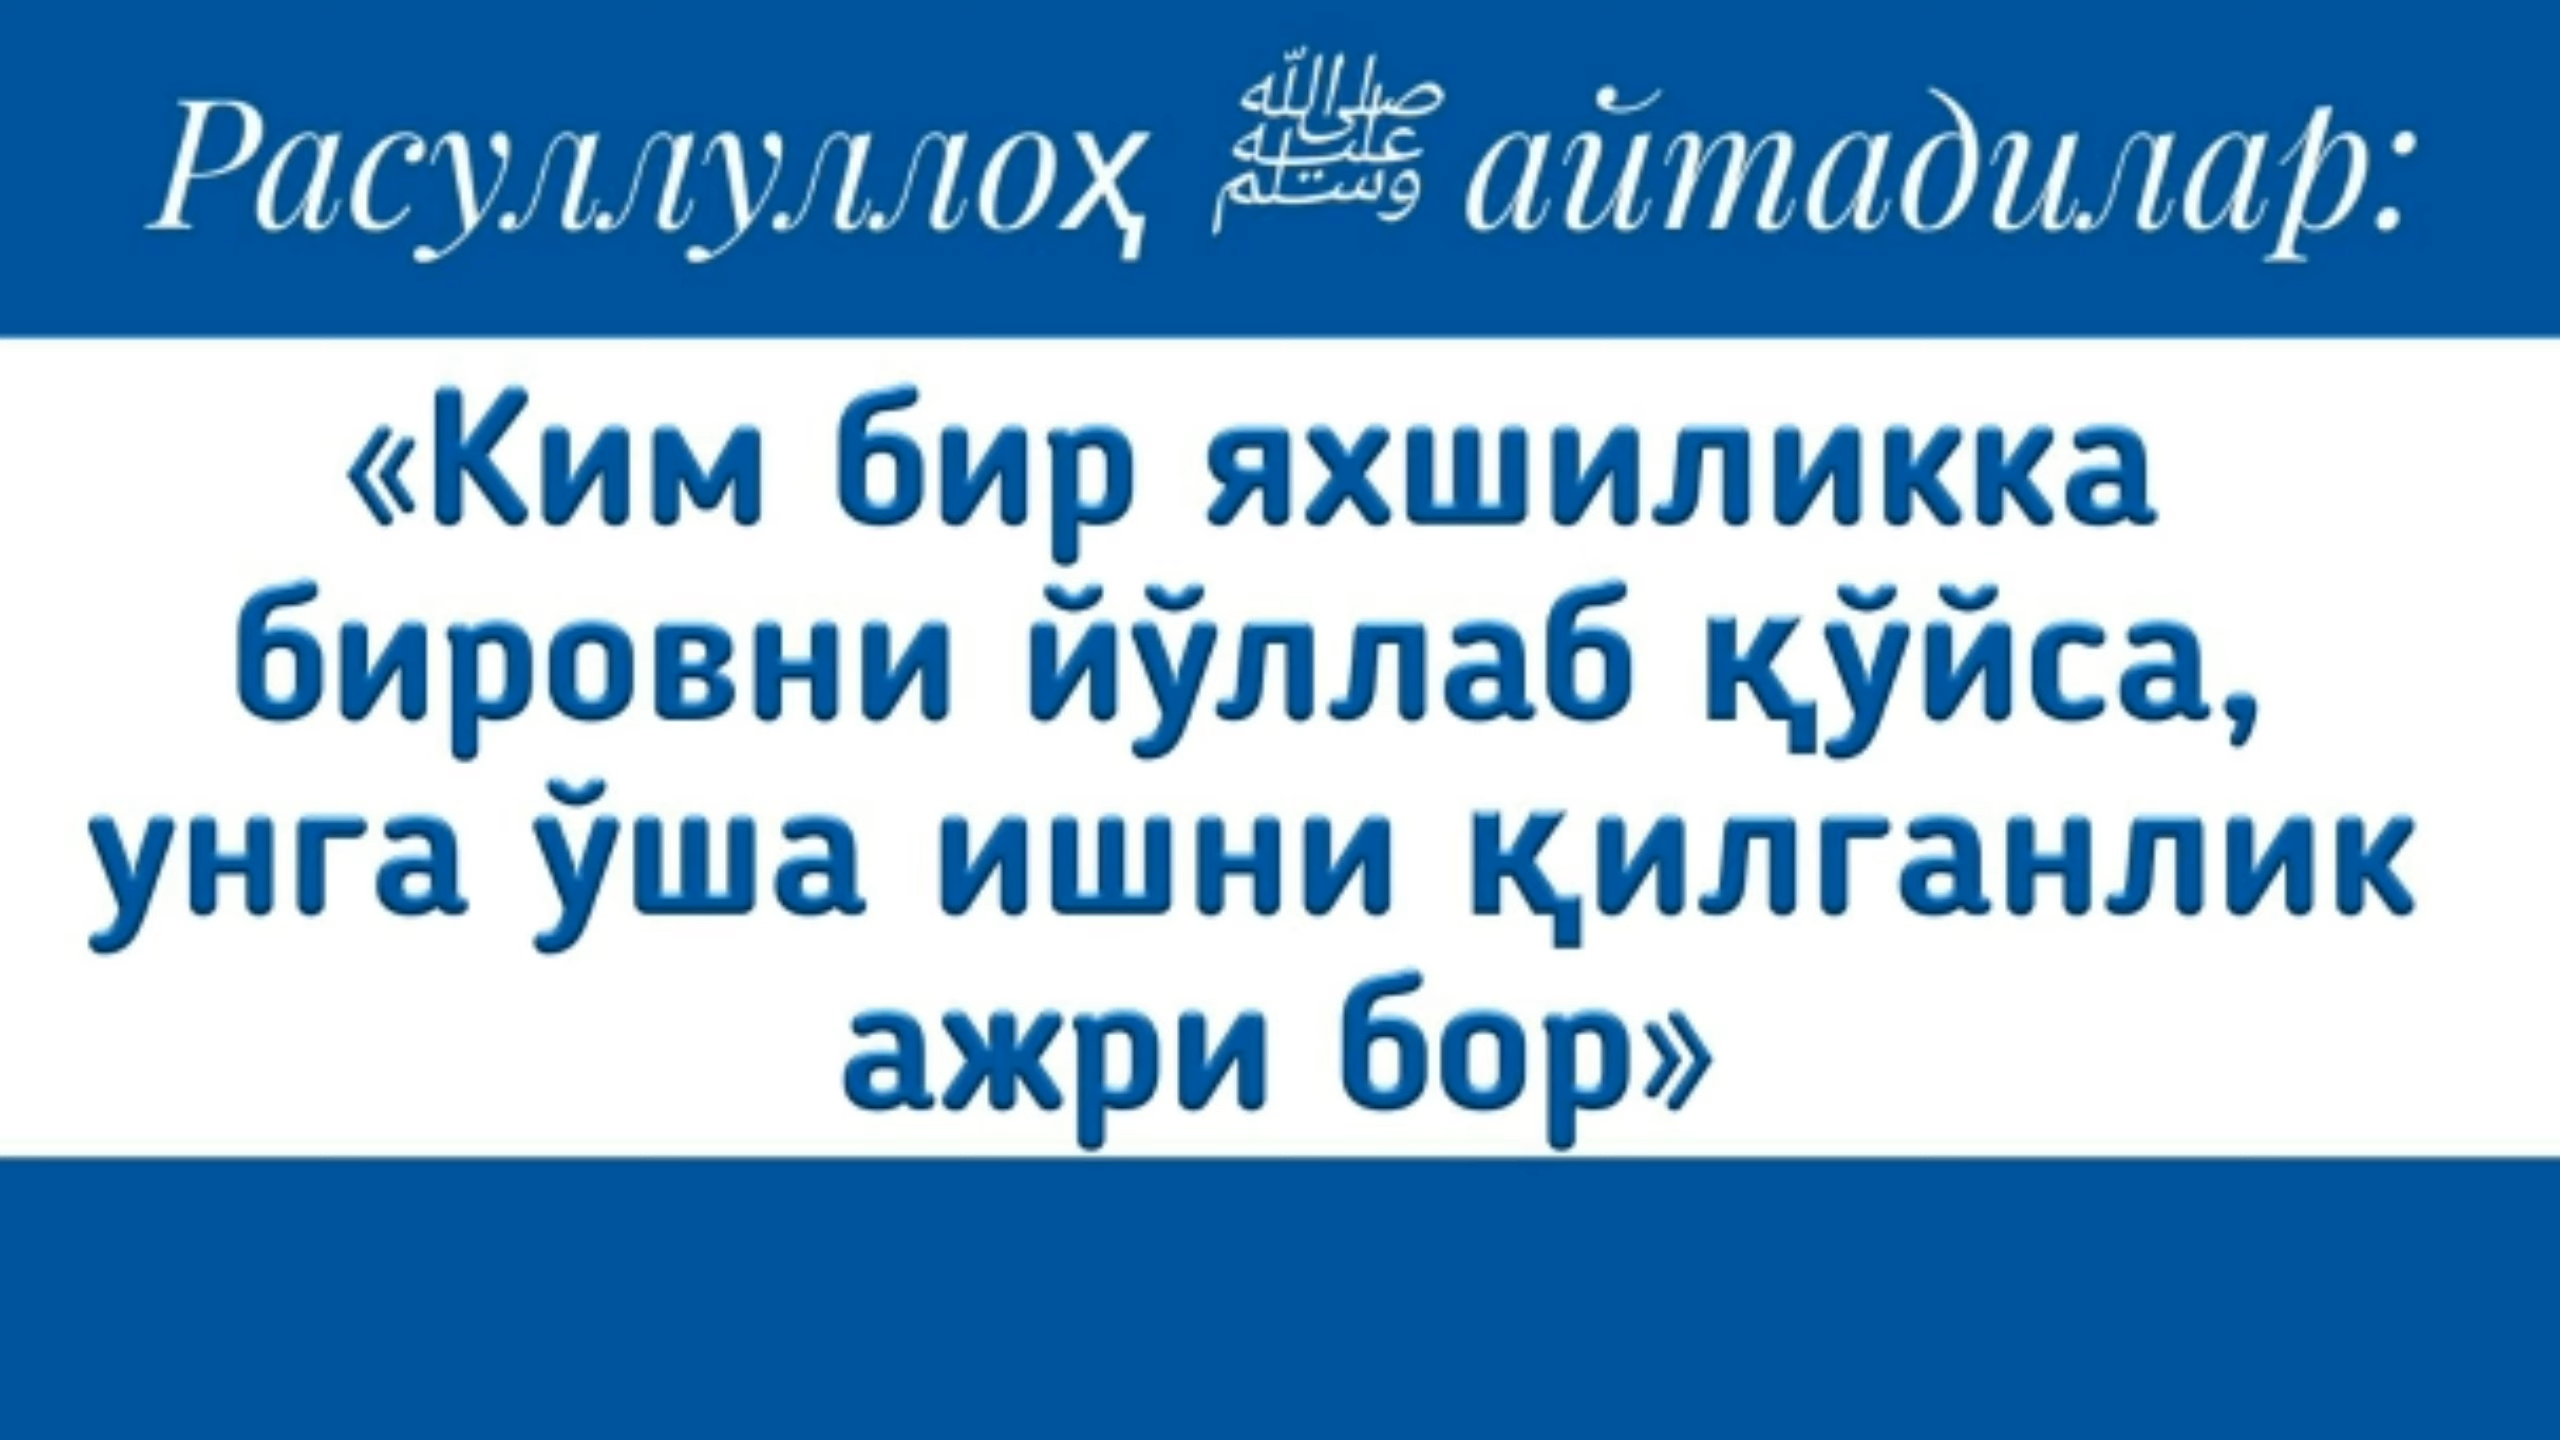 Расуллуллоҳ ﷺ айтадилар:
«Ким бир яхшиликка
бировни йўллаб қўйса,
унга ўша ишни қилганлик
ажри бор»